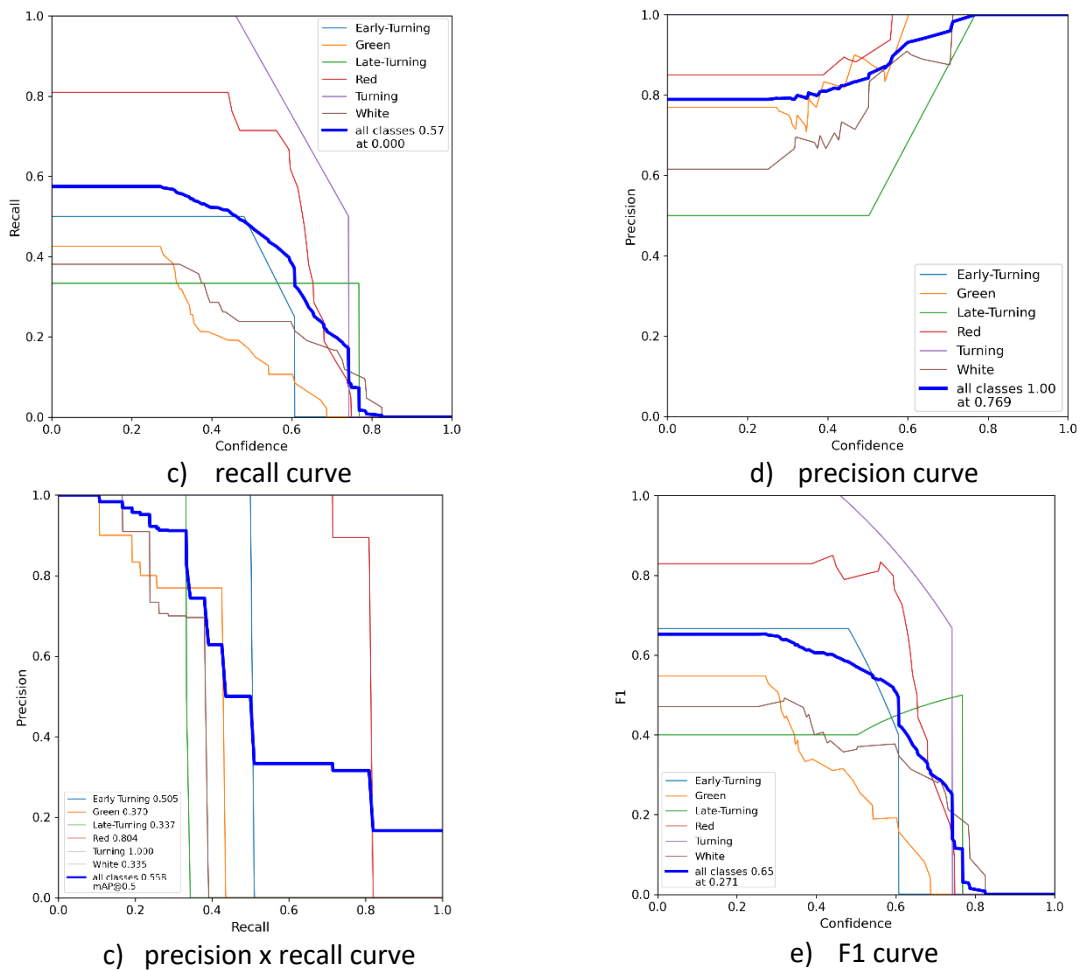 1.0
0.8
0.6
0.4
0.2
0.0
Recall
0.0 0.2 0.4 0.6 0.8 1.0
Confidence
Early-Turning
Green
Late-Turning
Red
Turning
White
all classes 0.57
at 0.000
c) recall curve
1.0
0.8
0.6
0.4
0.2
0.0
Precision
0.0 0.2 0.4 0.6 0.8 1.0
Confidence
Early-Turning
Green
Late-Turning
Red
Turning
White
all classes 1.00
at 0.769
d) precision curve
1.0
0.8
0.6
0.4
0.2
0.0
Precision
0.0 0.2 0.4 0.6 0.8 1.0
Recall
Early Turning 0.505
Green 0.370
Late-Turning 0.337
Red 0.804
Turning 1.000
White 0.335
all classes 0.558
mAP@0.5
c) precision x recall curve
1.0
0.8
0.6
0.4
0.2
0.0
F1
0.0 0.2 0.4 0.6 0.8 1.0
Confidence
Early-Turning
Green
Late-Turning
Red
Turning
White
all classes 0.65
at 0.271
e) F1 curve